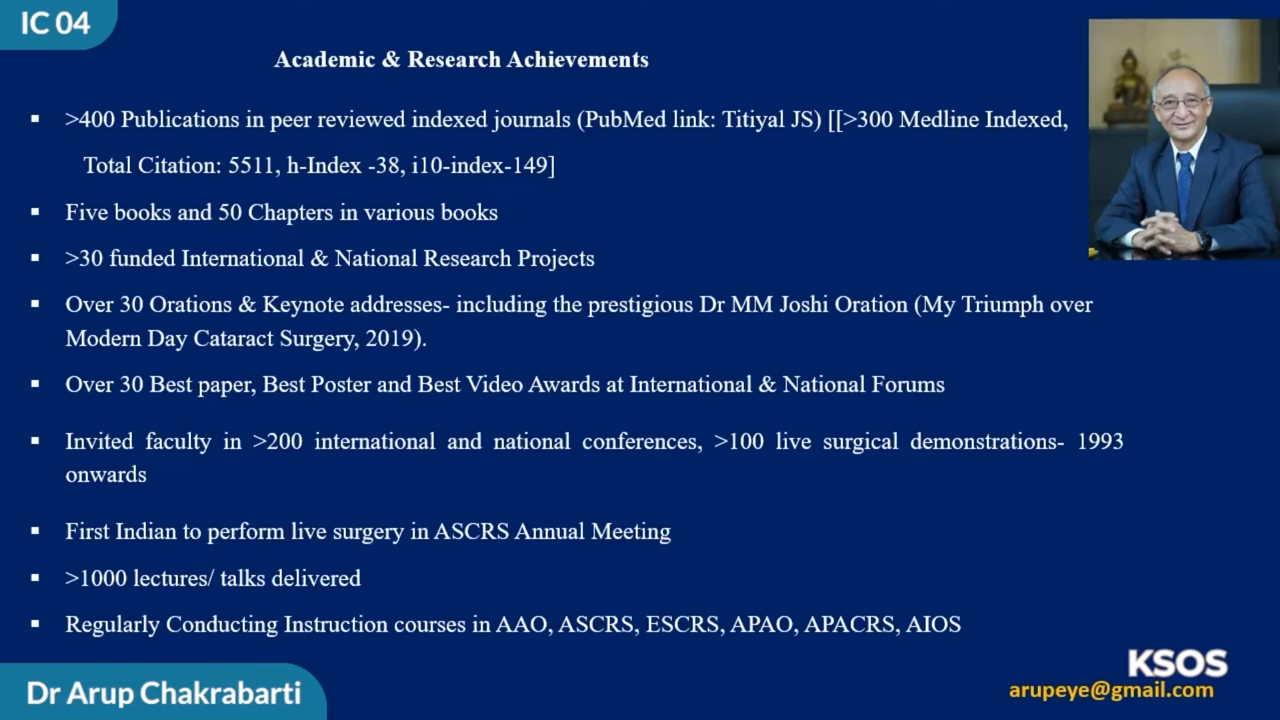 IC 04
Academic & Research Achievements
▪ >400 Publications in peer reviewed indexed journals (PubMed link: Titiyal JS) [[>300 Medline Indexed,
Total Citation: 5511, h-Index -38, i10-index-149]
▪ Five books and 50 Chapters in various books
▪ >30 funded International & National Research Projects
▪ Over 30 Orations & Keynote addresses- including the prestigious Dr MM Joshi Oration (My Triumph over
Modern Day Cataract Surgery, 2019).
▪ Over 30 Best paper, Best Poster and Best Video Awards at International & National Forums
▪ Invited faculty in >200 international and national conferences, >100 live surgical demonstrations- 1993
onwards
▪ First Indian to perform live surgery in ASCRS Annual Meeting
▪ >1000 lectures/ talks delivered
▪ Regularly Conducting Instruction courses in AAO, ASCRS, ESCRS, APAO, APACRS, AIOS
KSOS
Dr Arup Chakrabarti
arupeye@gmail.com